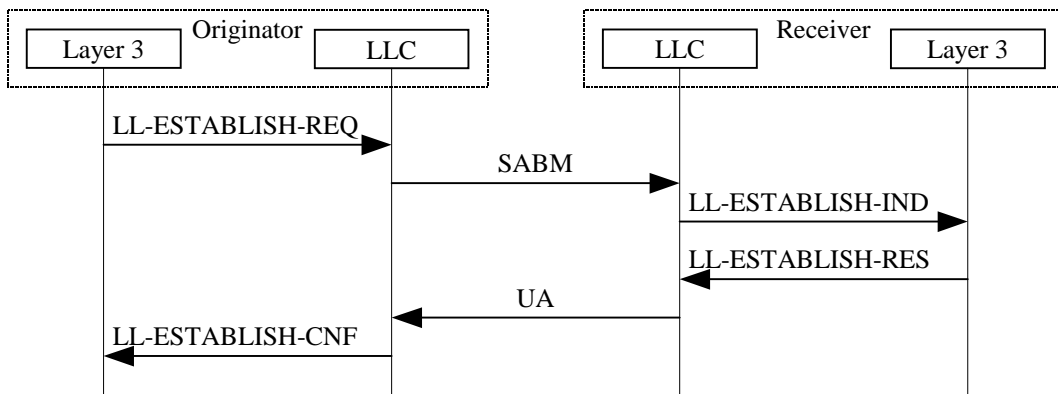 Originator
Receiver
Layer 3
LLC
LLC
Layer 3
LL-ESTABLISH-REQ
SABM
LL-ESTABLISH-IND
LL-ESTABLISH-RES
UA
LL-ESTABLISH-CNF